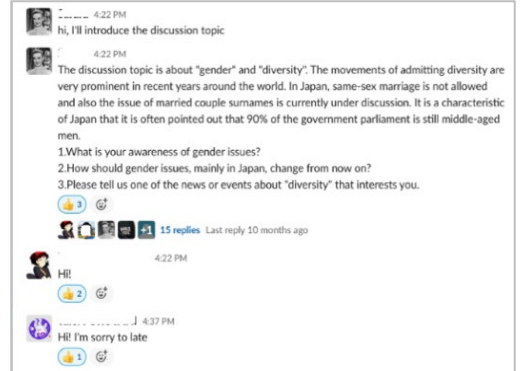 4:22 PM
hi, I'll introduce the discussion topic
4:22 PM
The discussion topic is about "gender" and "diversity". The movements of admitting diversity are
very prominent in recent years around the world. In Japan, same-sex marriage is not allowed
and also the issue of married couple surnames is currently under discussion. It is a characteristic
of Japan that it is often pointed out that 90% of the government parliament is still middle-aged
men.
1.What is your awareness of gender issues?
2.How should gender issues, mainly in Japan, change from now on?
3.Please tell us one of the news or events about "diversity" that interests you.
3
+1 15 replies Last reply 10 months ago
4:22 PM
Hi!
2
4:37 PM
Hi! I'm sorry to late
1